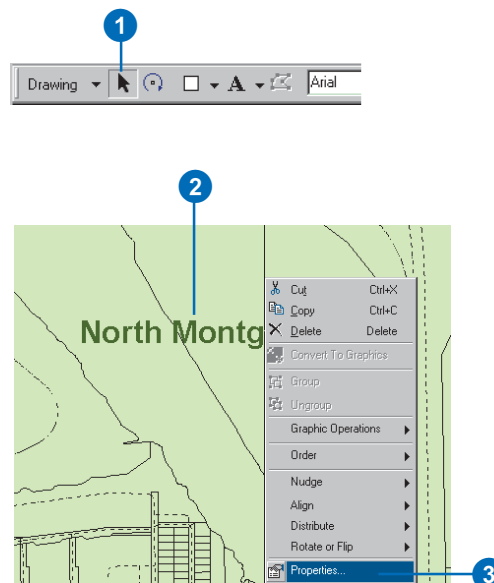 1
Drawing A Arial
2
North Montg
Cut Ctrl+X
Copy Ctrl+C
Delete Delete
Convert To Graphics
Group
Ungroup
Graphic Operations
Order
Nudge
Align
Distribute
Rotate or Flip
Properties... 3